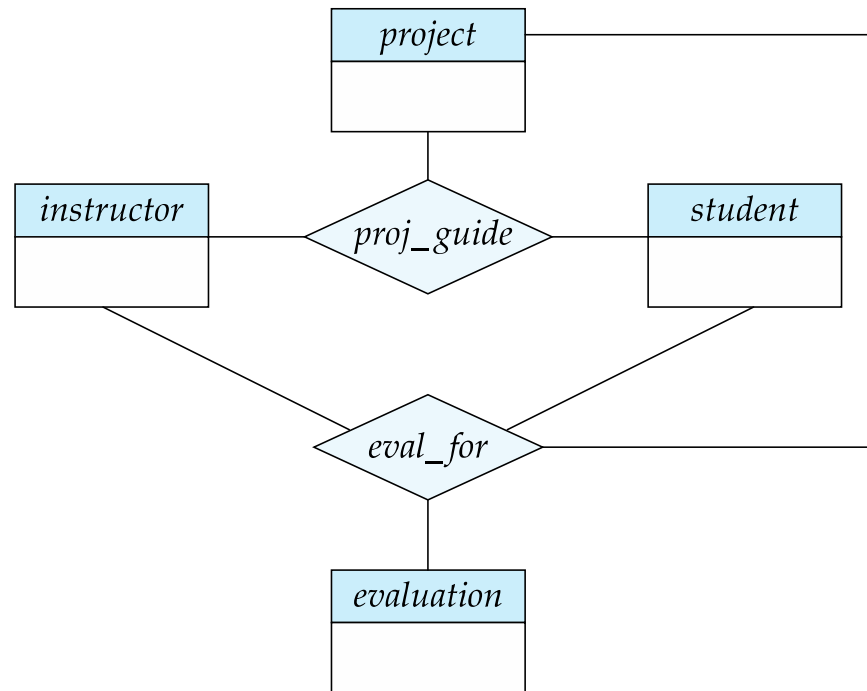 project
instructor
proj_guide
student
eval_for
evaluation